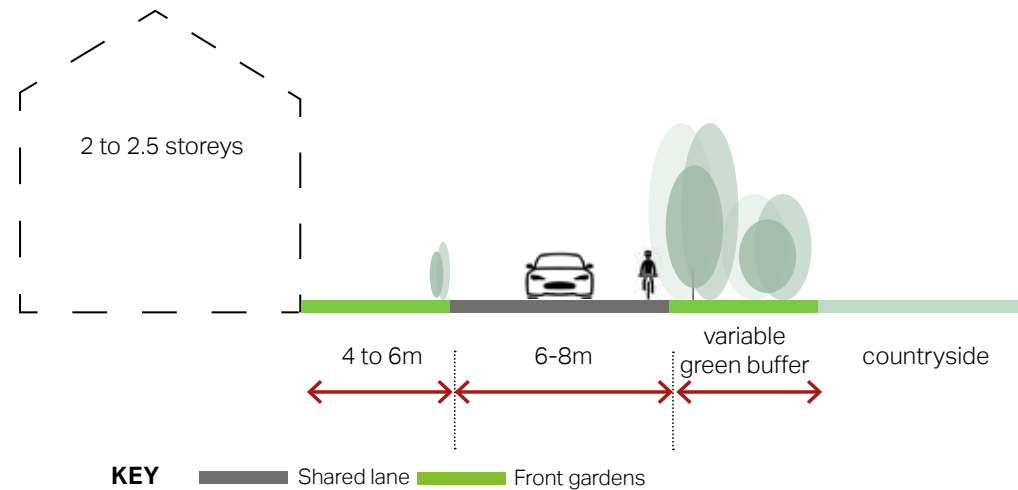 2 to 2.5 storeys
4 to 6m
6-8m
variable
green buffer
countryside
KEY
Shared lane
Front gardens